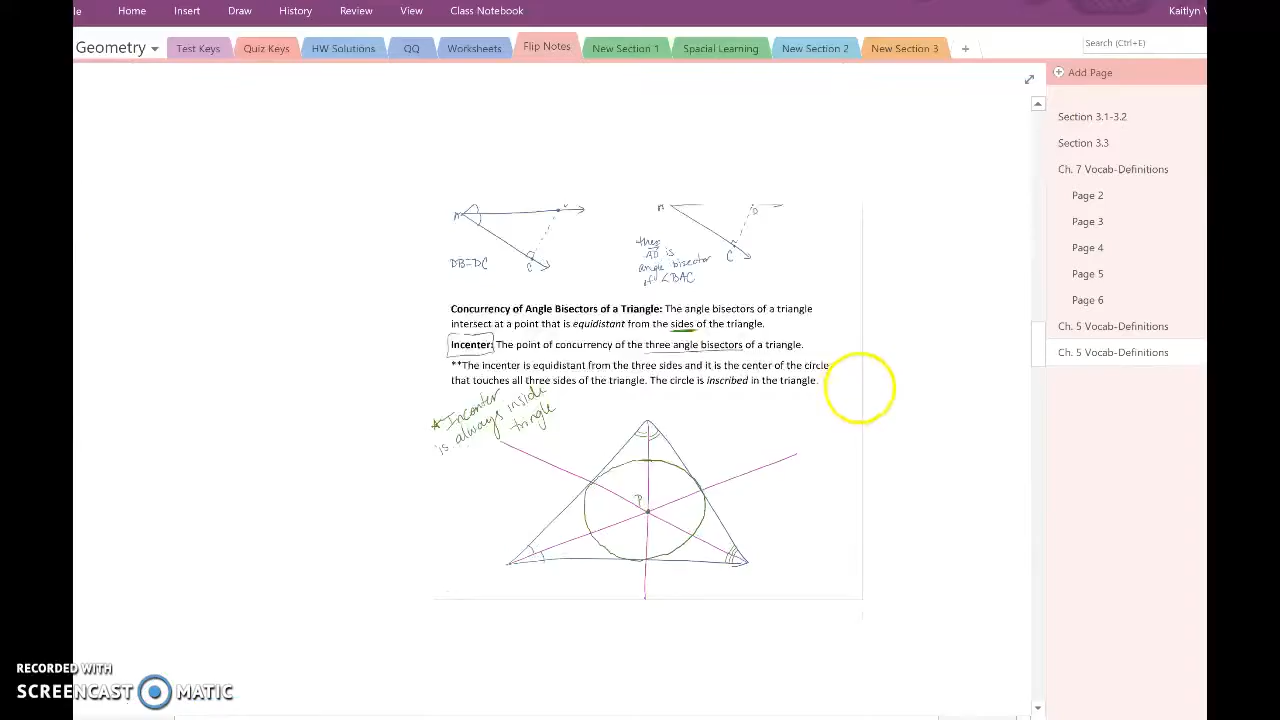 le Home Insert Draw History Review View Class Notebook Kaitlyn V
Geometry Test Keys Quiz Keys HW Solutions QQ Worksheets Flip Notes New Section 1 Spacial Learning New Section 2 New Section 3 + Search (Ctrl+E)
Add Page
Section 3.1-3.2
Section 3.3
Ch. 7 Vocab-Definitions
Page 2
Page 3
Page 4
Page 5
Page 6
Ch. 5 Vocab-Definitions
Ch. 5 Vocab-Definitions
A
C
DB=DC
A
D
C
then
AD is
angle bisector
of ∠BAC
Concurrency of Angle Bisectors of a Triangle: The angle bisectors of a triangle
intersect at a point that is equidistant from the sides of the triangle.
Incenter: The point of concurrency of the three angle bisectors of a triangle.
**The incenter is equidistant from the three sides and it is the center of the circle
that touches all three sides of the triangle. The circle is inscribed in the triangle.
Incenter
is always inside
P
RECORDED WITH
SCREENCAST MATIC